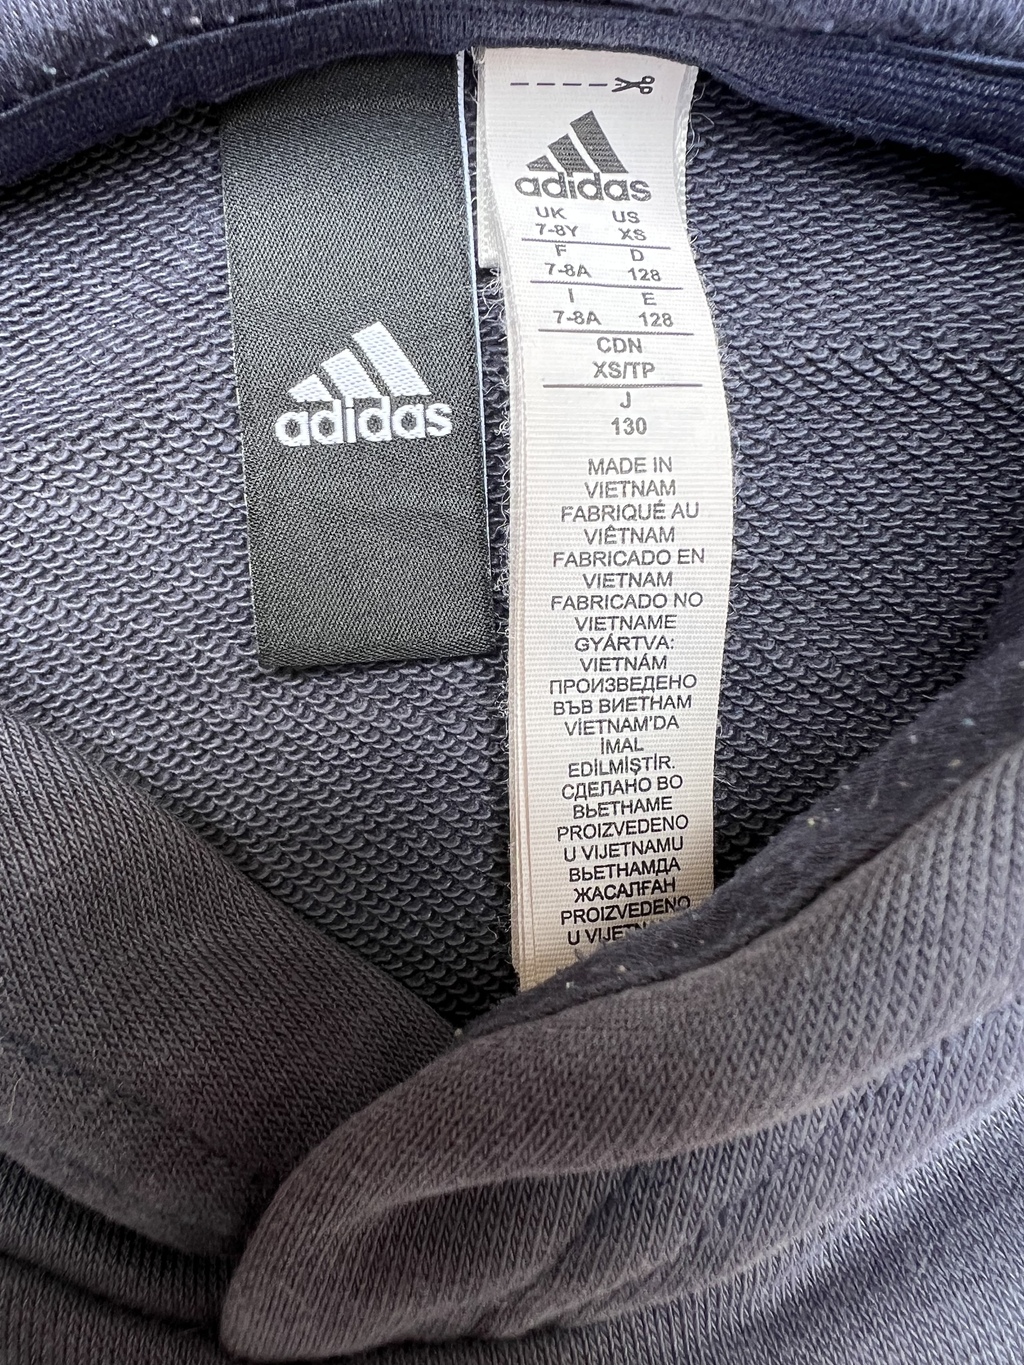 adidas
adidas
UK US
7-8Y XS
F D
7-8A 128
I E
7-8A 128
CDN
XS/TP
J
130
MADE IN
VIETNAM
FABRIQUÉ AU
VIÊTNAM
FABRICADO EN
VIETNAM
FABRICADO NO
VIETNAME
GYÁRTVA:
VIETNÁM
ПРОИЗВЕДЕНО
ВЪВ ВИЕТНАМ
VİETNAM'DA
İMAL
EDİLMİŞTİR.
СДЕЛАНО ВО
ВЬЕТНАМЕ
PROIZVEDENO
U VIJETNAMU
ВЬЕТНАМДА
ЖАСАЛҒАН
PROIZVEDENO
U